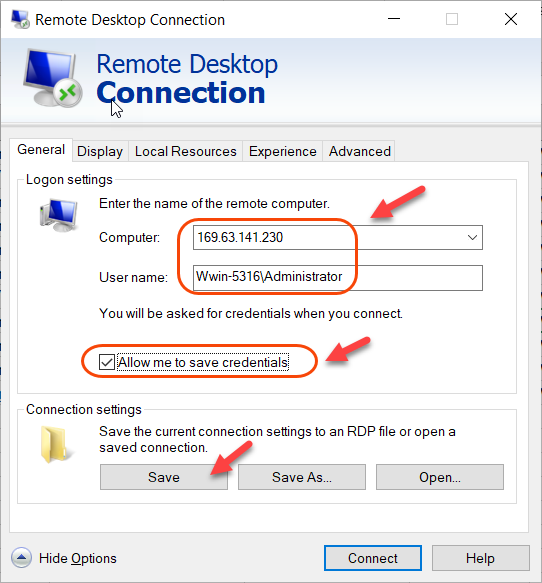 Remote Desktop Connection
Remote Desktop
Connection
General
Display
Local Resources
Experience
Advanced
Logon settings
Enter the name of the remote computer.
Computer:
169.63.141.230
User name:
Wwin-5316\Administrator
You will be asked for credentials when you connect.
Allow me to save credentials
Connection settings
Save the current connection settings to an RDP file or open a
saved connection.
Save
Save As...
Open...
Hide Options
Connect
Help